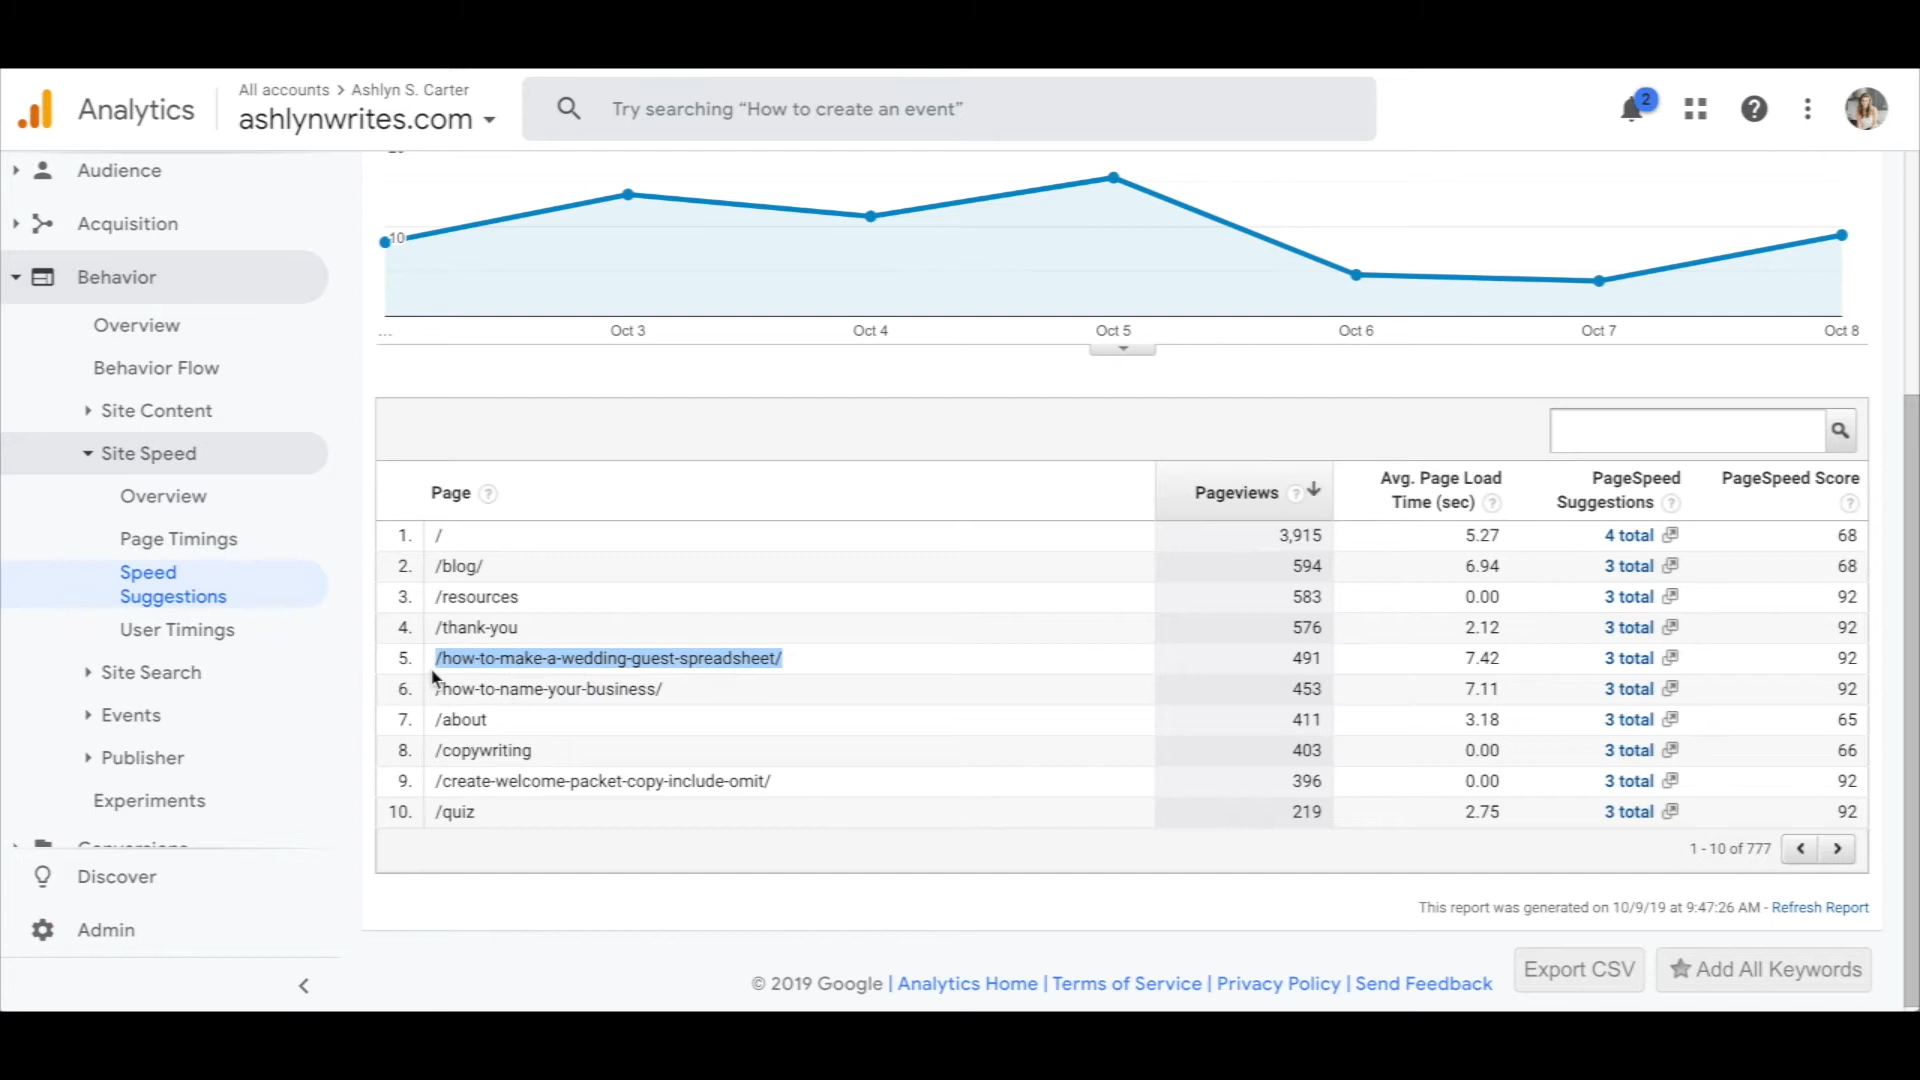 All accounts > Ashlyn S. Carter
Analytics
ashlynwrites.com
Try searching “How to create an event”
2
Audience
Acquisition
Behavior
Overview
Behavior Flow
Site Content
Site Speed
Overview
Page Timings
Speed
Suggestions
User Timings
Site Search
Events
Publisher
Experiments
Discover
Admin
10
...
Oct 3
Oct 4
Oct 5
Oct 6
Oct 7
Oct 8
Page ? Pageviews ? Avg. Page Load Time (sec) ? PageSpeed Suggestions ? PageSpeed Score ?
1. / 3,915 5.27 4 total 68
2. /blog/ 594 6.94 3 total 68
3. /resources 583 0.00 3 total 92
4. /thank-you 576 2.12 3 total 92
5. /how-to-make-a-wedding-guest-spreadsheet/ 491 7.42 3 total 92
6. /how-to-name-your-business/ 453 7.11 3 total 92
7. /about 411 3.18 3 total 65
8. /copywriting 403 0.00 3 total 66
9. /create-welcome-packet-copy-include-omit/ 396 0.00 3 total 92
10. /quiz 219 2.75 3 total 92
1 - 10 of 777
This report was generated on 10/9/19 at 9:47:26 AM - Refresh Report
© 2019 Google | Analytics Home | Terms of Service | Privacy Policy | Send Feedback
Export CSV
Add All Keywords